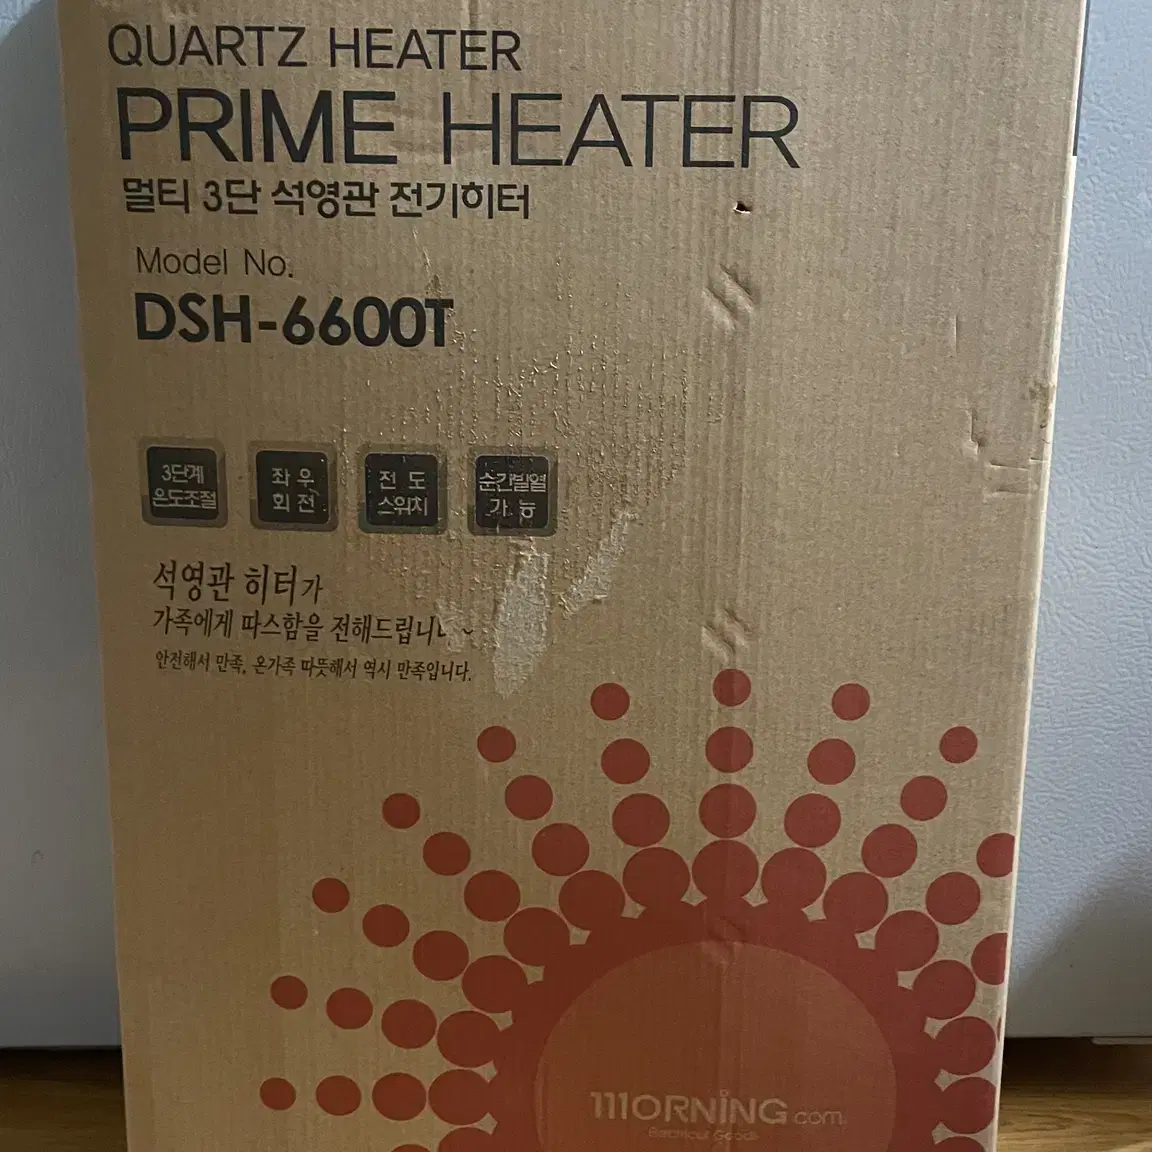 QUARTZ HEATER
PRIME HEATER
멀티 3단 석영관 전기히터
Model No.
DSH-6600T
3단계
온도조절
좌 우
회 전
전 도
스위치
순간발열
가 능
석영관 히터가
가족에게 따스함을 전해드립니다~
안전해서 만족, 온가족 따뜻해서 역시 만족입니다.
MORNING.com
Electrical Goods